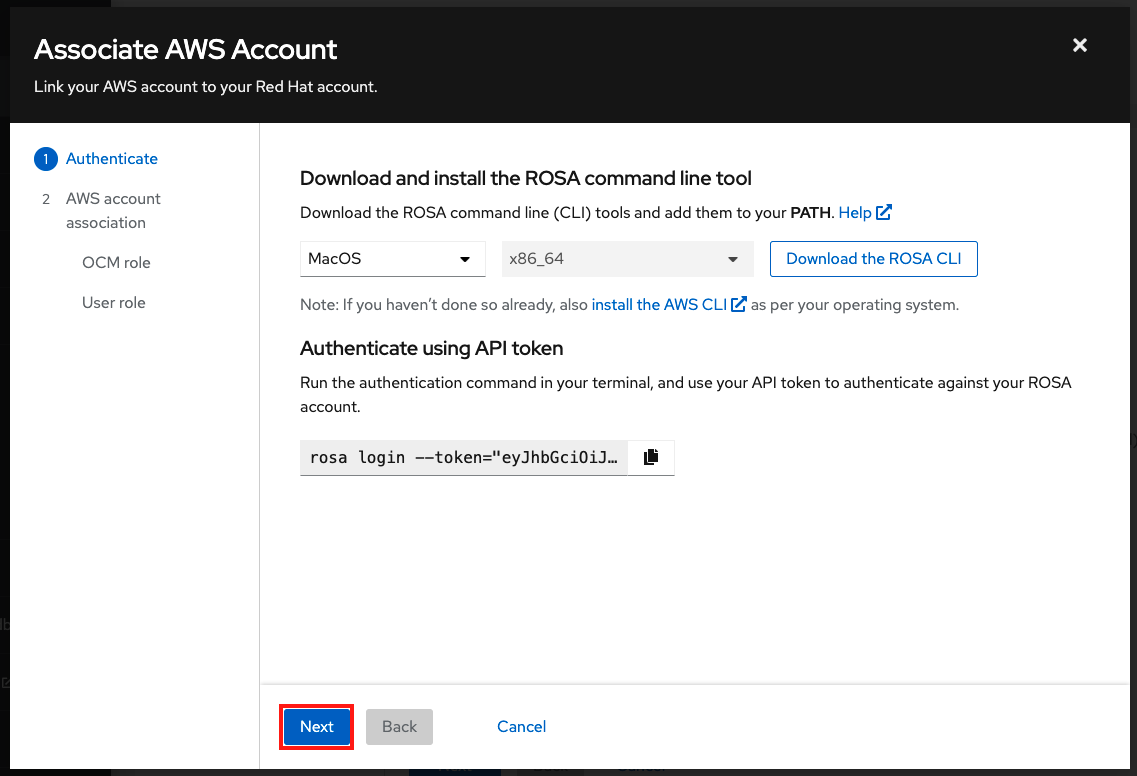 Associate AWS Account
Link your AWS account to your Red Hat account.
1 Authenticate
2 AWS account
association
OCM role
User role
Download and install the ROSA command line tool
Download the ROSA command line (CLI) tools and add them to your PATH. Help
MacOS
x86_64
Download the ROSA CLI
Note: If you haven’t done so already, also install the AWS CLI as per your operating system.
Authenticate using API token
Run the authentication command in your terminal, and use your API token to authenticate against your ROSA
account.
rosa login --token="eyJhbGciOiJ…
Next
Back
Cancel